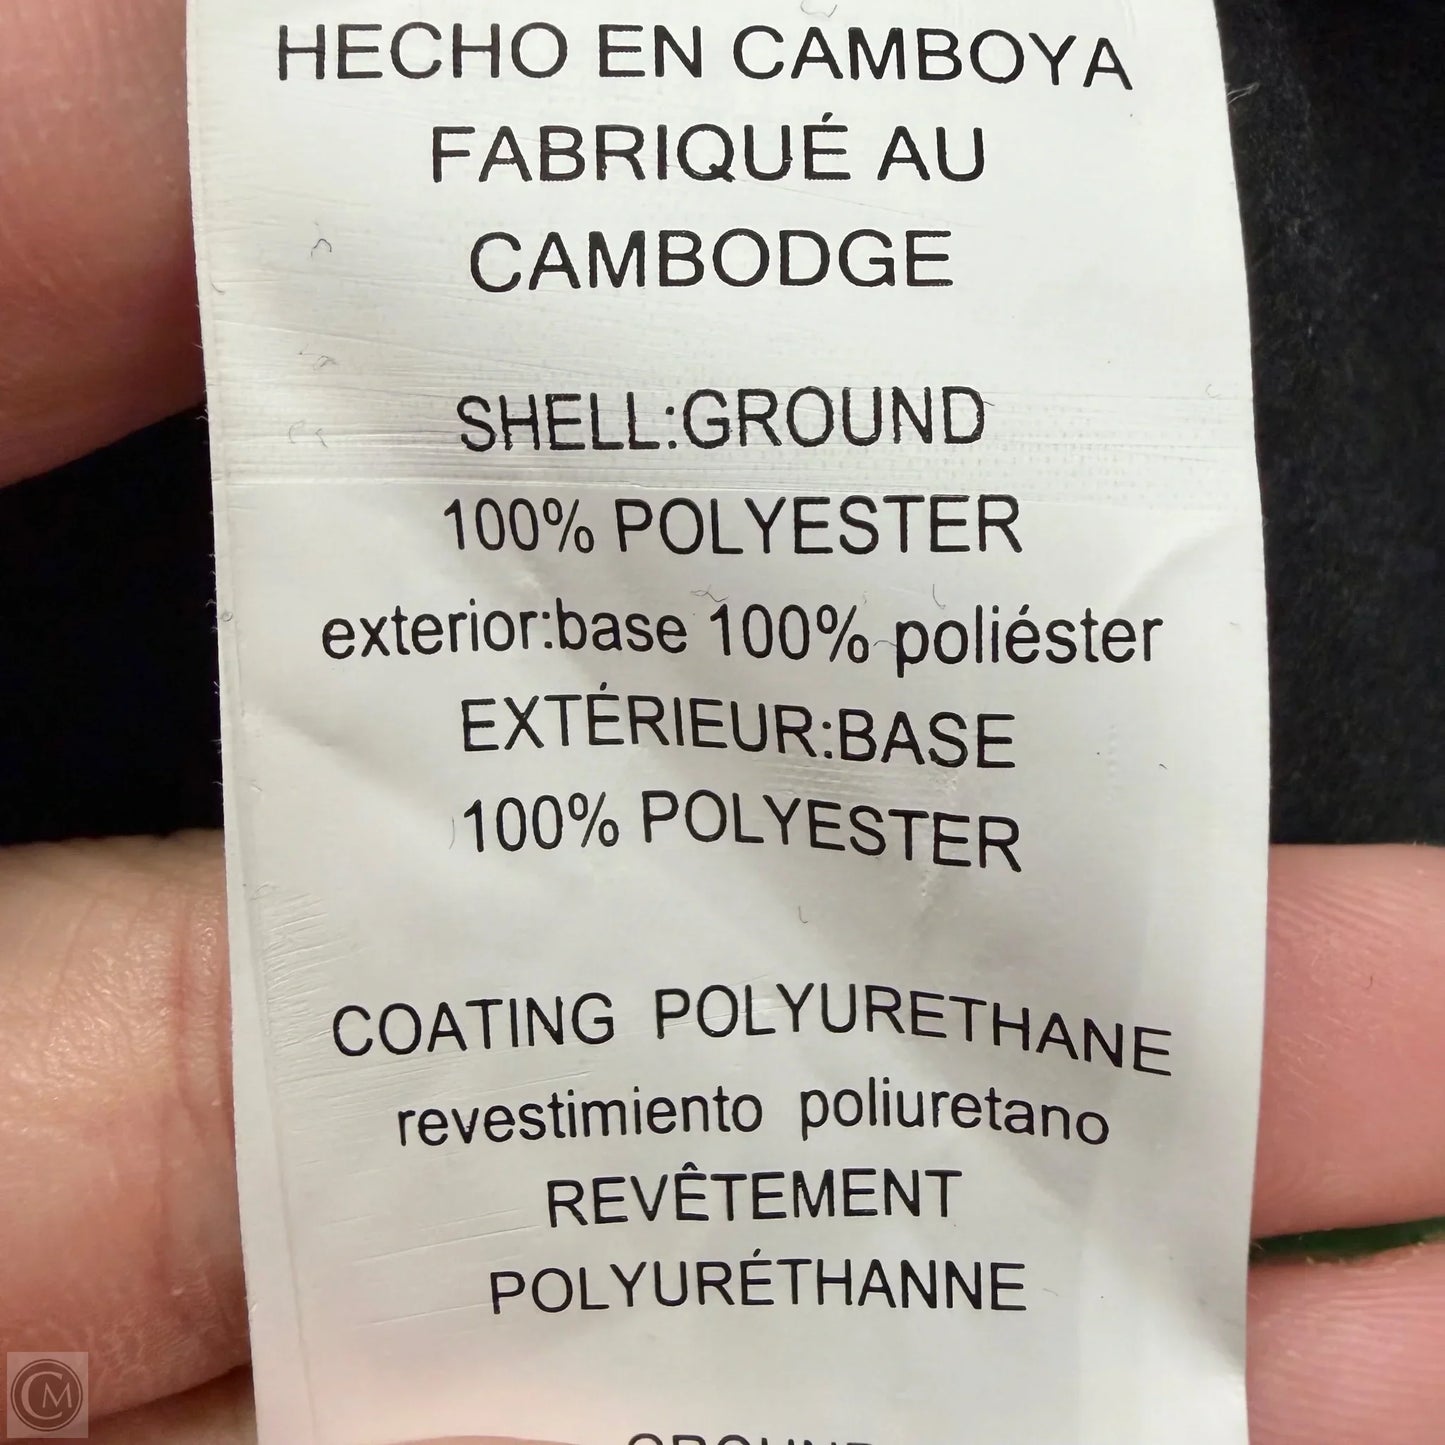 HECHO EN CAMBOYA
FABRIQUÉ AU
CAMBODGE
SHELL:GROUND
100% POLYESTER
exterior:base 100% poliéster
EXTÉRIEUR:BASE
100% POLYESTER
COATING POLYURETHANE
revestimiento poliuretano
REVÊTEMENT
POLYURÉTHANNE
CM